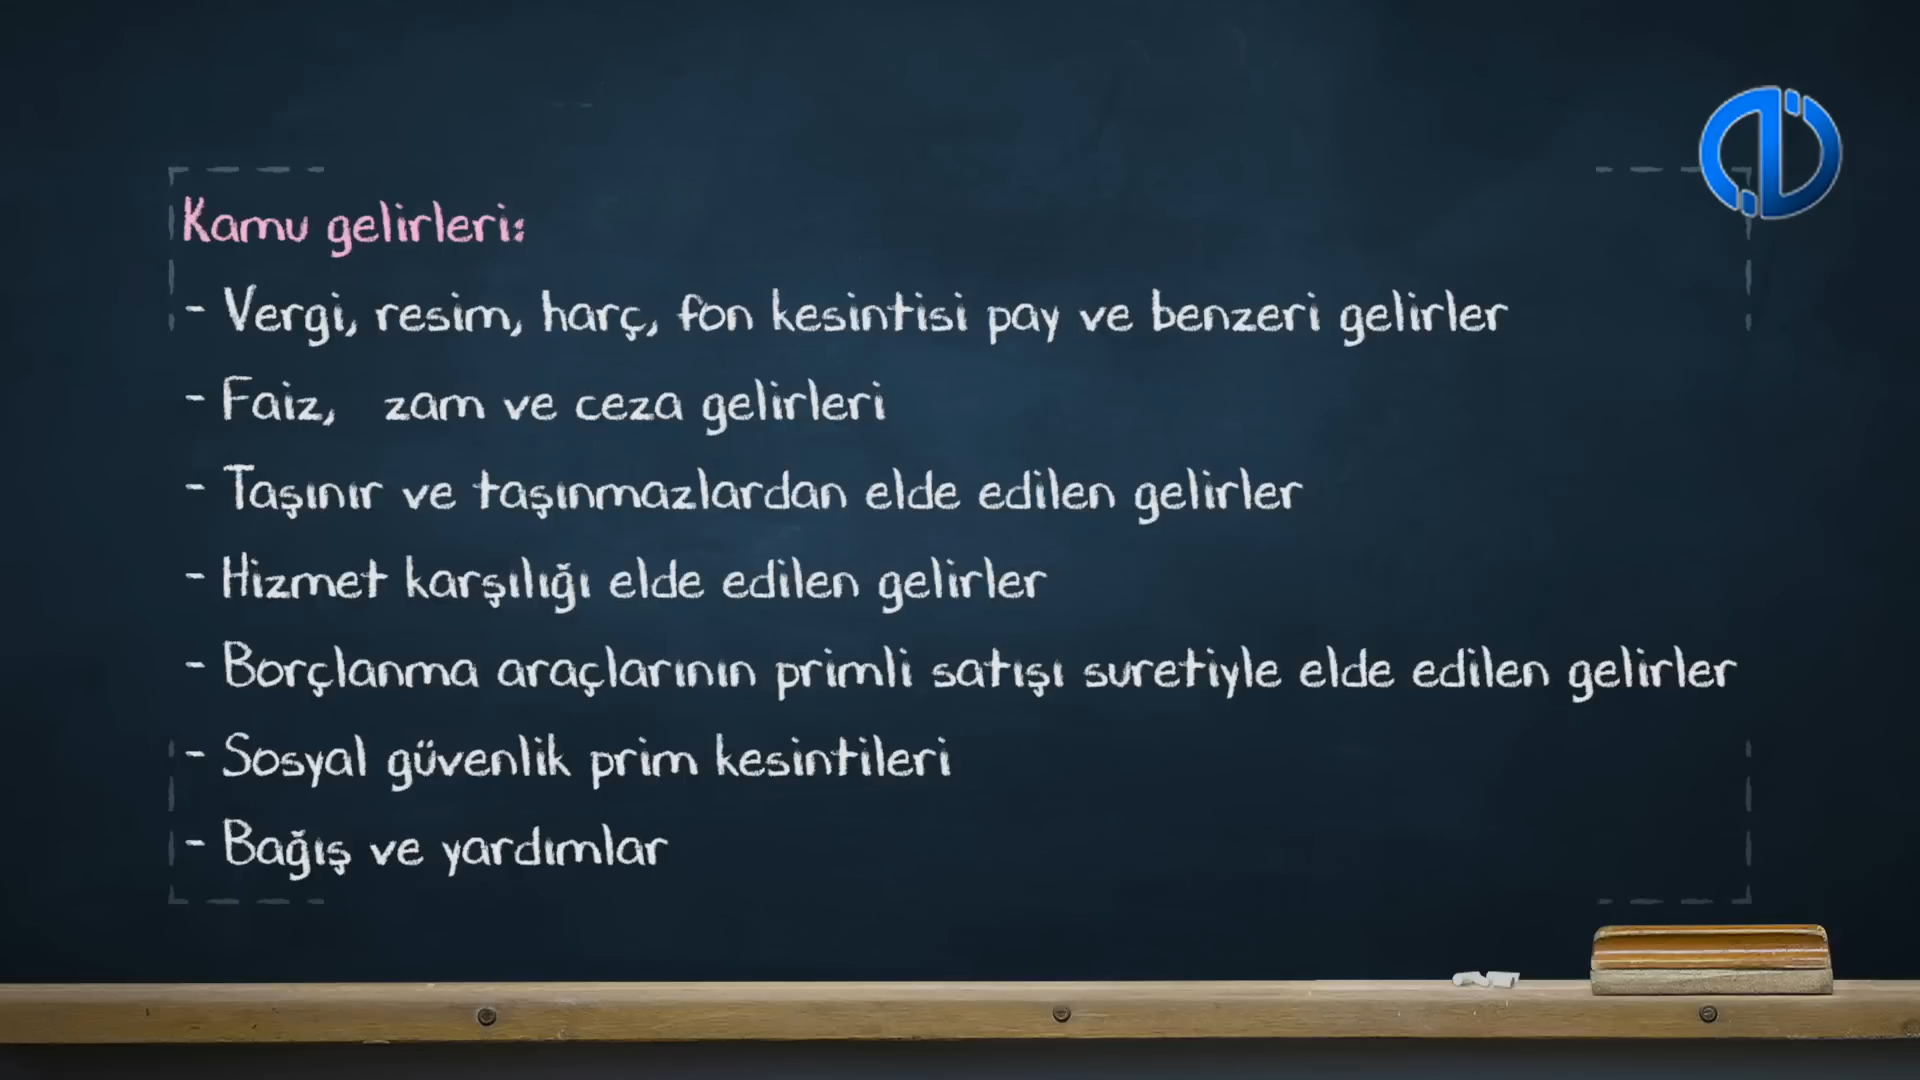 Kamu gelirleri:
- Vergi, resim, harç, fon kesintisi pay ve benzeri gelirler
- Faiz, zam ve ceza gelirleri
- Taşınır ve taşınmazlardan elde edilen gelirler
- Hizmet karşılığı elde edilen gelirler
- Borçlanma araçlarının primli satışı suretiyle elde edilen gelirler
- Sosyal güvenlik prim kesintileri
- Bağış ve yardımlar